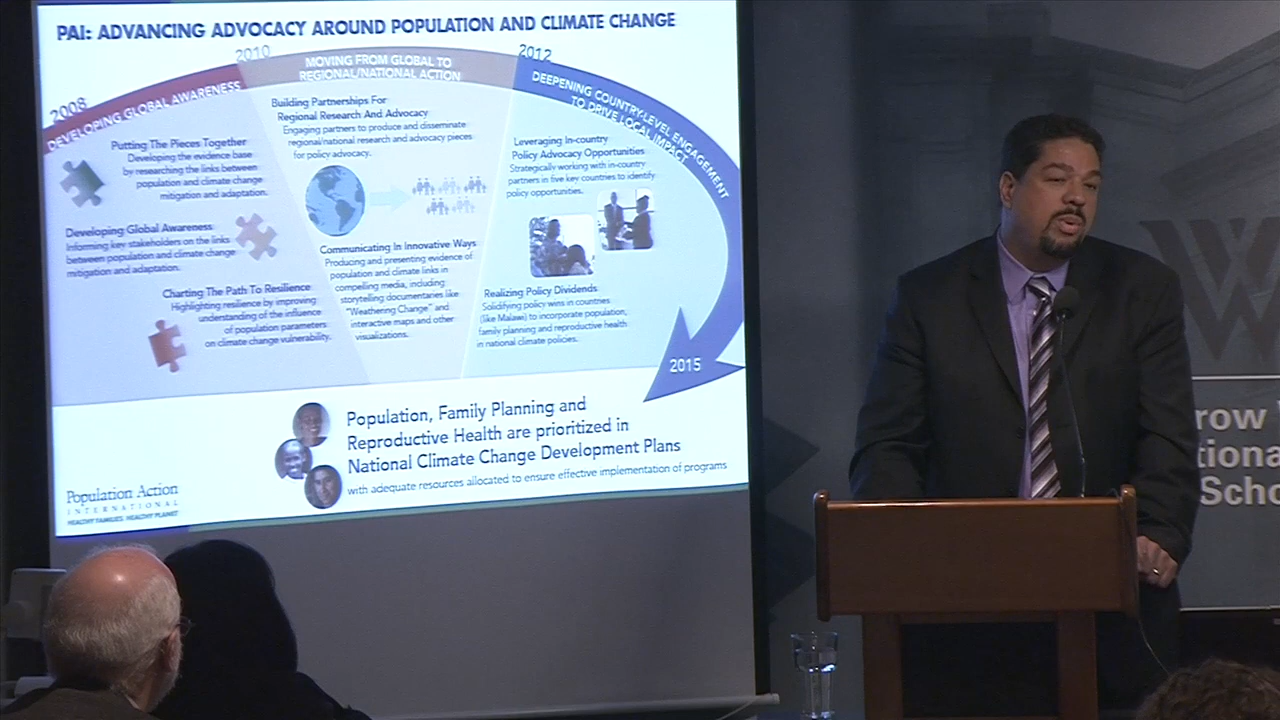 PAI: ADVANCING ADVOCACY AROUND POPULATION AND CLIMATE CHANGE
2008
DEVELOPING GLOBAL AWARENESS
2010
MOVING FROM GLOBAL TO
REGIONAL/NATIONAL ACTION
2012
DEEPENING COUNTRY-LEVEL ENGAGEMENT
TO DRIVE LOCAL IMPACT
Putting The Pieces Together
Developing the evidence base
by researching the links between
population and climate change
mitigation and adaptation.
Developing Global Awareness
Informing key stakeholders on the links
between population and climate change
mitigation and adaptation.
Charting The Path To Resilience
Highlighting resilience by improving
understanding of the influence
of population parameters
on climate change vulnerability.
Building Partnerships For
Regional Research And Advocacy
Engaging partners to produce and disseminate
regional/national research and advocacy pieces
for policy advocacy.
Communicating In Innovative Ways
Producing and presenting evidence of
population and climate links in
compelling media, including
storytelling documentaries like
"Weathering Change" and
interactive maps and other
visualizations.
Leveraging In-country
Policy Advocacy Opportunities
Strategically working with in-country
partners in five key countries to identify
policy opportunities.
Realizing Policy Dividends
Solidifying policy wins in countries
(like Malawi) to incorporate population,
family planning and reproductive health
in national climate policies.
2015
Population, Family Planning and
Reproductive Health are prioritized in
National Climate Change Development Plans
with adequate resources allocated to ensure effective implementation of programs
Population Action
INTERNATIONAL
HEALTHY FAMILIES HEALTHY PLANET
W
row
tiona
Scho